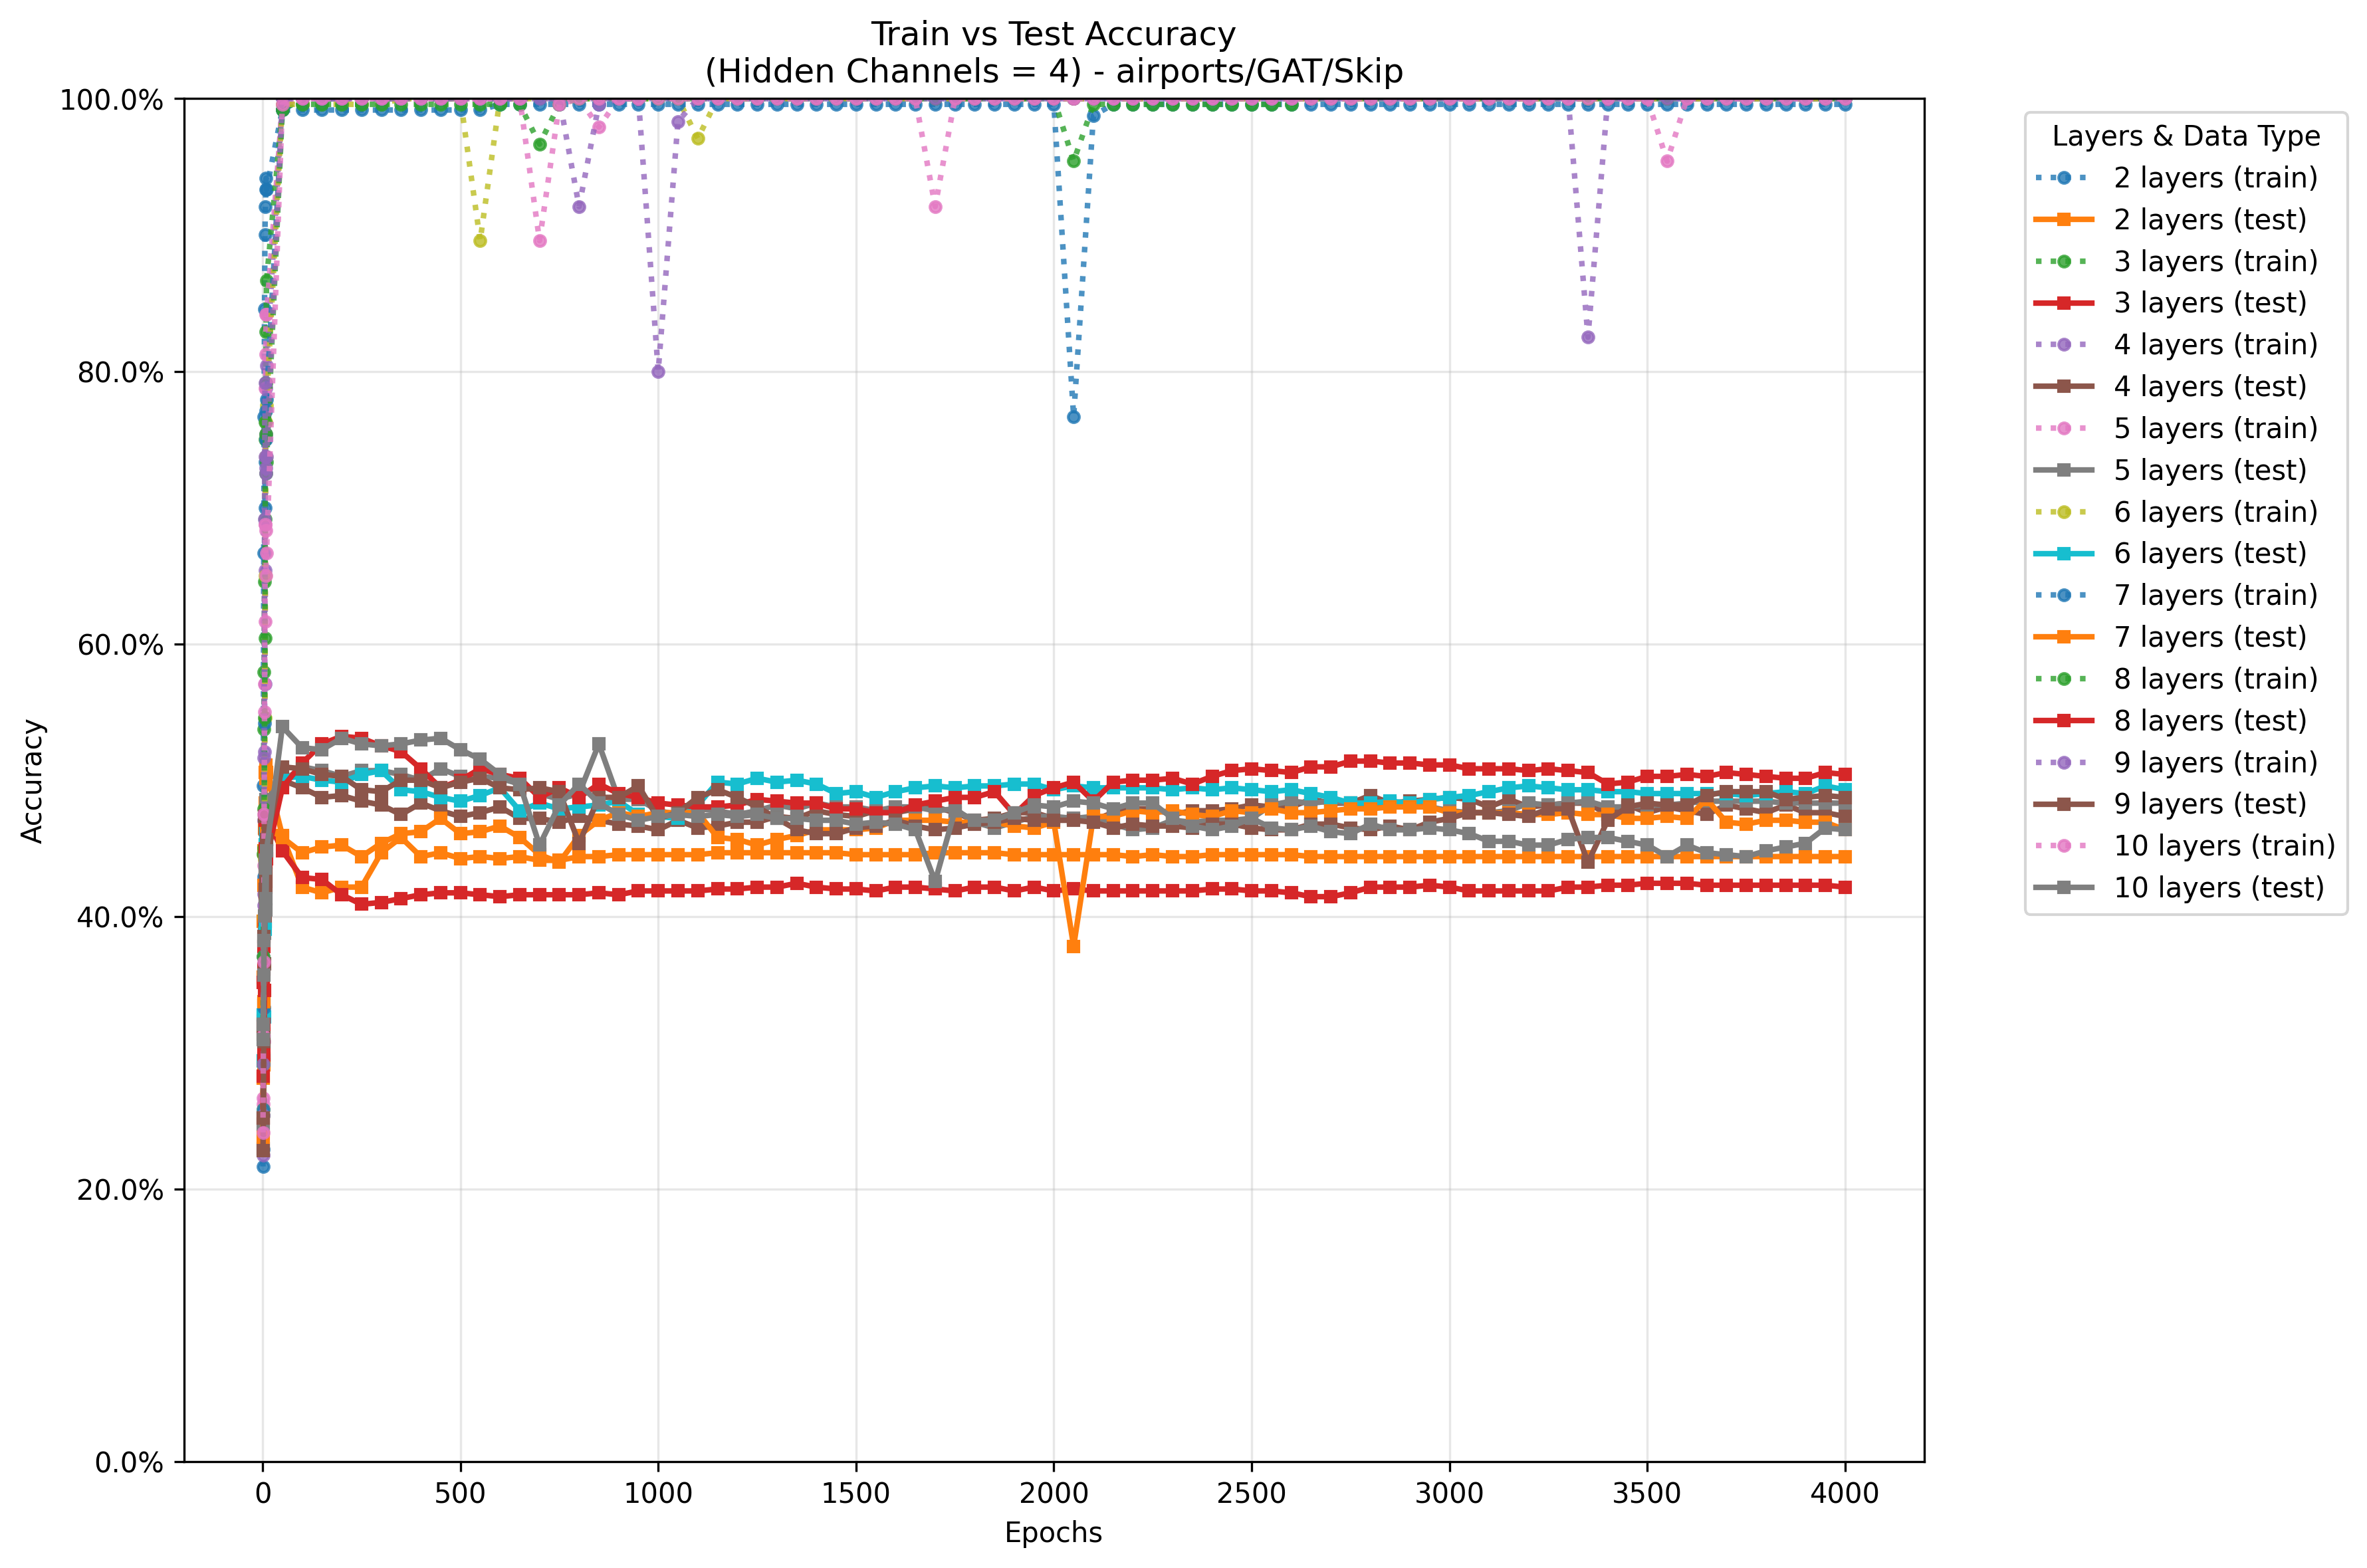 Train vs Test Accuracy
(Hidden Channels = 4) - airports/GAT/Skip
100.0%
80.0%
60.0%
40.0%
20.0%
0.0%
Accuracy
0
500
1000
1500
2000
2500
3000
3500
4000
Epochs
Layers & Data Type
2 layers (train)
2 layers (test)
3 layers (train)
3 layers (test)
4 layers (train)
4 layers (test)
5 layers (train)
5 layers (test)
6 layers (train)
6 layers (test)
7 layers (train)
7 layers (test)
8 layers (train)
8 layers (test)
9 layers (train)
9 layers (test)
10 layers (train)
10 layers (test)